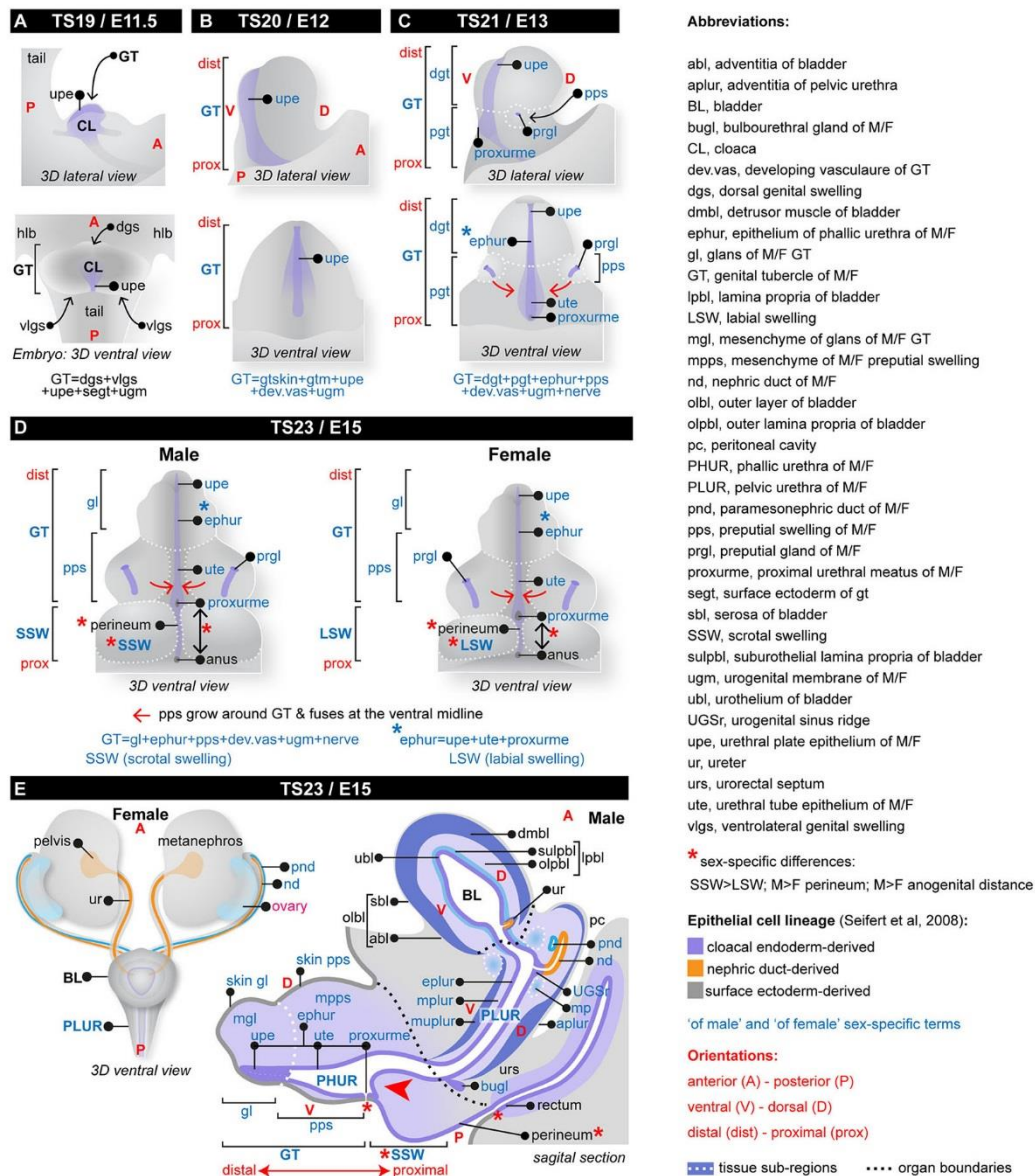 A TS19 / E11.5
tail
GT
upe
CL
P
A
3D lateral view
A
hlb
dgs
hlb
GT
CL
upe
tail
vlgs
vlgs
P
Embryo: 3D ventral view
GT=dgs+vlgs
+upe+segt+ugm
B TS20 / E12
dist
GT
V
upe
D
A
prox
P
3D lateral view
dist
GT
upe
prox
3D ventral view
GT=gtskin+gtm+upe
+dev.vas+ugm
C TS21 / E13
dist
dgt
V
upe
D
GT
pps
pgt
prgl
proxurme
prox
3D lateral view
dist
dgt
upe
*
ephur
prgl
GT
pps
pgt
ute
proxurme
prox
3D ventral view
GT=dgt+pgt+ephur+pps
+dev.vas+ugm+nerve
D TS23 / E15
Male
dist
gl
upe
*
GT
ephur
pps
ute
prgl
proxurme
SSW
*perineum
*SSW
*
prox
anus
3D ventral view
Female
dist
gl
upe
*
GT
ephur
prgl
pps
ute
proxurme
LSW
*perineum
*LSW
*
prox
anus
3D ventral view
pps grow around GT & fuses at the ventral midline
GT=gl+ephur+pps+dev.vas+ugm+nerve
*ephur=upe+ute+proxurme
SSW (scrotal swelling)
LSW (labial swelling)
E TS23 / E15
Female
A
pelvis
metanephros
pnd
nd
ur
ovary
BL
PLUR
P
3D ventral view
A Male
dmbl
sulpbl
olpbl
lpbl
ubl
D
BL
ur
sbl
V
olbl
pc
abl
pnd
nd
skin pps
D
skin gl
mpps
eplur
UGSr
mgl
ephur
mplur
V
PLUR
mp
upe
ute
proxurme
muplur
D
aplur
PHUR
urs
bugl
gl
V
pps
*
*
rectum
P
perineum*
GT
*SSW
distal
proximal
sagital section
Abbreviations:
abl, adventitia of bladder
aplur, adventitia of pelvic urethra
BL, bladder
bugl, bulbourethral gland of M/F
CL, cloaca
dev.vas, developing vasculaure of GT
dgs, dorsal genital swelling
dmbl, detrusor muscle of bladder
ephur, epithelium of phallic urethra of M/F
gl, glans of M/F GT
GT, genital tubercle of M/F
lpbl, lamina propria of bladder
LSW, labial swelling
mgl, mesenchyme of glans of M/F GT
mpps, mesenchyme of M/F preputial swelling
nd, nephric duct of M/F
olbl, outer layer of bladder
olpbl, outer lamina propria of bladder
pc, peritoneal cavity
PHUR, phallic urethra of M/F
PLUR, pelvic urethra of M/F
pnd, paramesonephric duct of M/F
pps, preputial swelling of M/F
prgl, preputial gland of M/F
proxurme, proximal urethral meatus of M/F
segt, surface ectoderm of gt
sbl, serosa of bladder
SSW, scrotal swelling
sulpbl, suburothelial lamina propria of bladder
ugm, urogenital membrane of M/F
ubl, urothelium of bladder
UGSr, urogenital sinus ridge
upe, urethral plate epithelium of M/F
ur, ureter
urs, urorectal septum
ute, urethral tube epithelium of M/F
vlgs, ventrolateral genital swelling
* sex-specific differences:
SSW>LSW; M>F perineum; M>F anogenital distance
Epithelial cell lineage (Seifert et al, 2008):
cloacal endoderm-derived
nephric duct-derived
surface ectoderm-derived
'of male' and 'of female' sex-specific terms
Orientations:
anterior (A) - posterior (P)
ventral (V) - dorsal (D)
distal (dist) - proximal (prox)
tissue sub-regions
organ boundaries